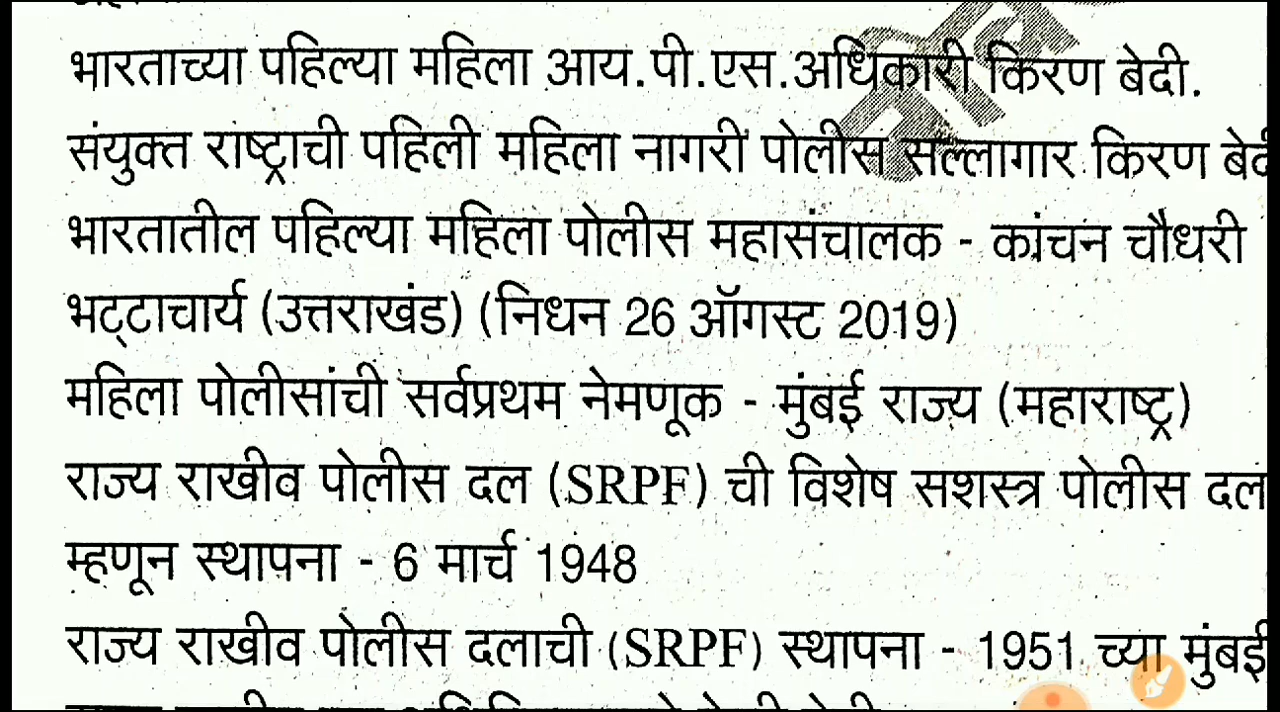 भारताच्या पहिल्या महिला आय.पी.एस.अधिकारी किरण बेदी.
संयुक्त राष्ट्राची पहिली महिला नागरी पोलीस सल्लागार किरण
भारतातील पहिल्या महिला पोलीस महासंचालक - कांचन चौधरी
भट्टाचार्य (उत्तराखंड) (निधन 26 ऑगस्ट 2019)
महिला पोलीसांची सर्वप्रथम नेमणूक - मुंबई राज्य (महाराष्ट्र)
राज्य राखीव पोलीस दल (SRPF) ची विशेष सशस्त्र पोलीस दल
म्हणून स्थापना - 6 मार्च 1948
राज्य राखीव पोलीस दलाची (SRPF) स्थापना - 1951 च्या मुंबई